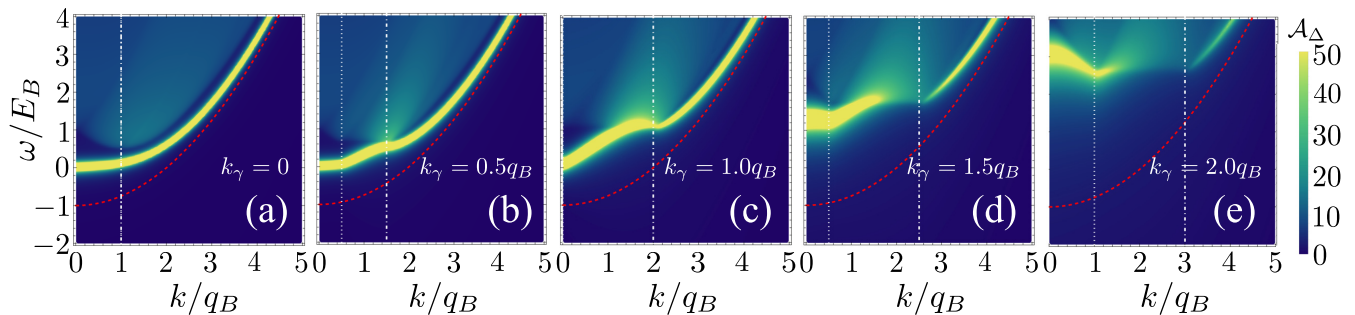 4
3
2
1
0
−1
−2
ω/E_B
k_γ = 0
(a)
0 1 2 3 4 5
k/q_B
k_γ = 0.5q_B
(b)
0 1 2 3 4 5
k/q_B
k_γ = 1.0q_B
(c)
0 1 2 3 4 5
k/q_B
k_γ = 1.5q_B
(d)
0 1 2 3 4 5
k/q_B
k_γ = 2.0q_B
(e)
0 1 2 3 4 5
k/q_B
𝒜_Δ
50
40
30
20
10
0